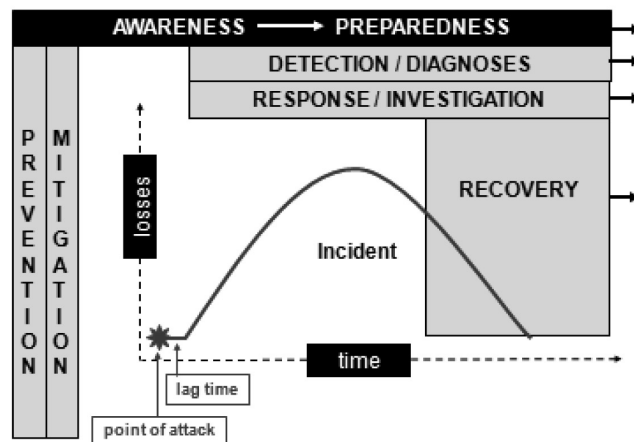 AWARENESS PREPAREDNESS
DETECTION / DIAGNOSES
RESPONSE / INVESTIGATION
PREVENTION
MITIGATION
RECOVERY
losses
Incident
time
lag time
point of attack